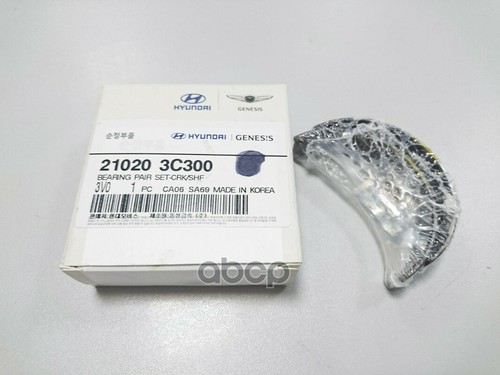 HYUNDAI GENESIS
순정부품 HYUNDAI | GENESIS
21020 3C300
BEARING PAIR SET-CRK/SHF
3V0 1 PC CA06 SA69 MADE IN KOREA
abcp